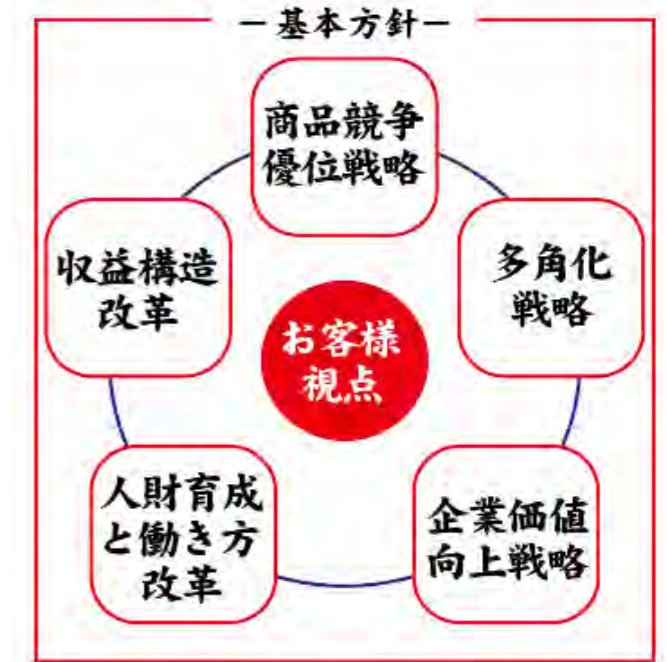 －基本方針－
商品競争
優位戦略
多角化
戦略
企業価値
向上戦略
人財育成
と働き方
改革
収益構造
改革
お客様
視点